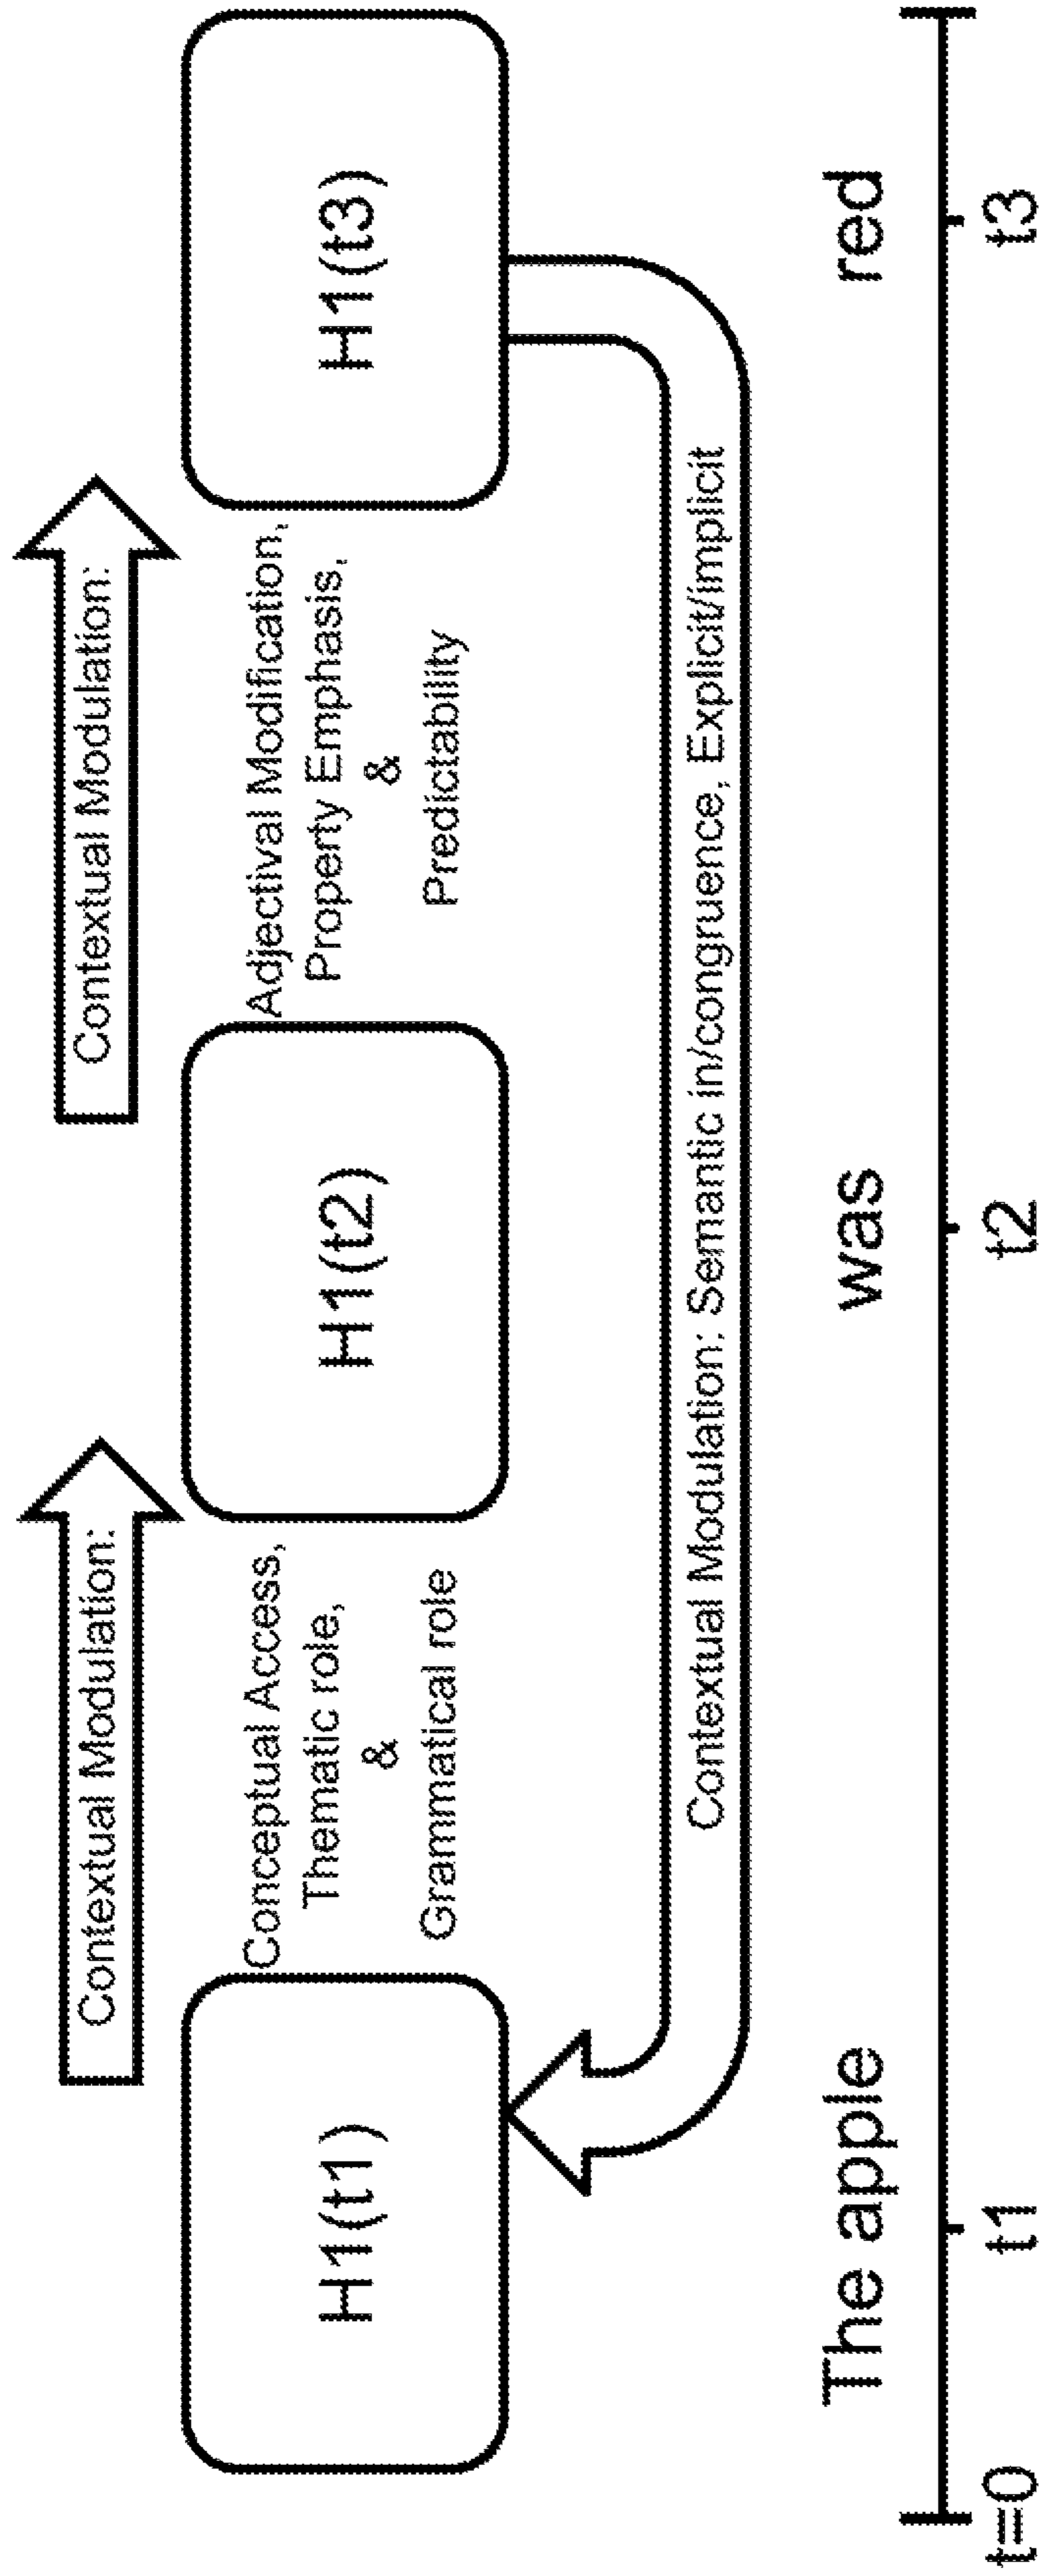 Contextual Modulation:
Contextual Modulation:
H1(t1)
Conceptual Access,
Thematic role,
&
Grammatical role
H1(t2)
Adjectival Modification,
Property Emphasis,
&
Predictability
H1(t3)
Contextual Modulation: Semantic in/congruence, Explicit/implicit
The apple
was
red
t=0
t1
t2
t3